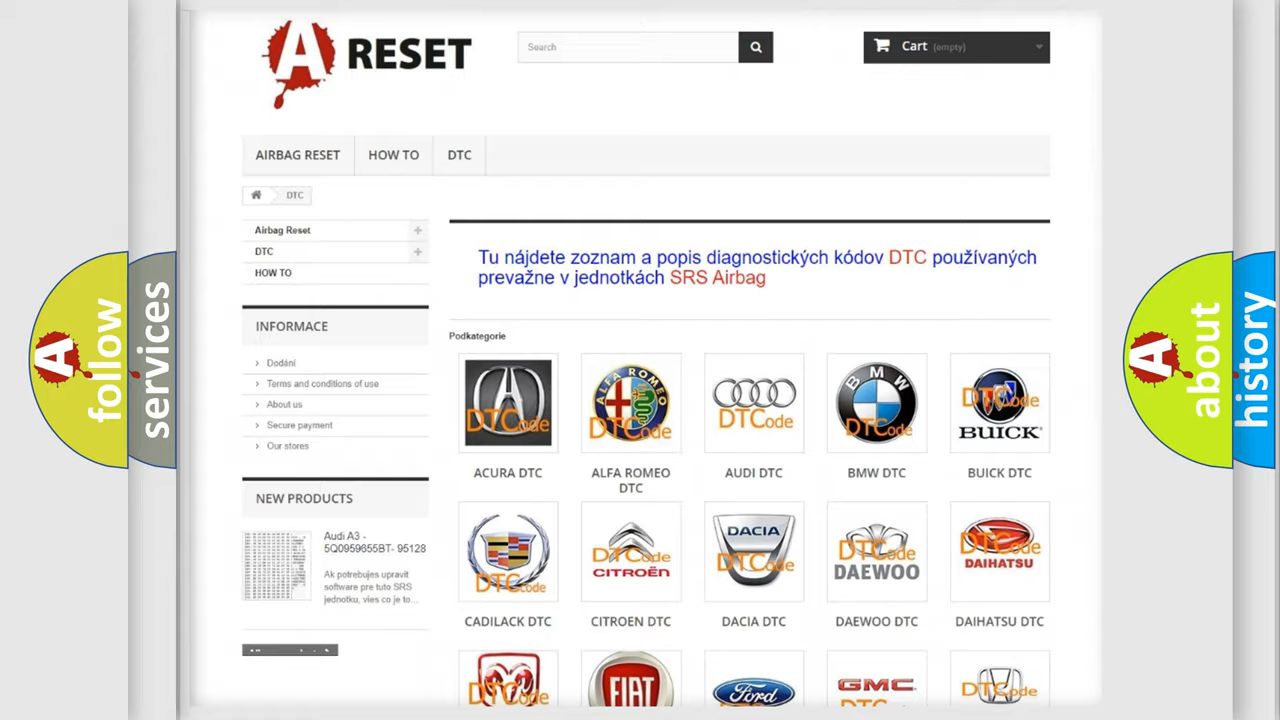 A RESET
Search
Cart (empty)
AIRBAG RESET
HOW TO
DTC
DTC
Airbag Reset
DTC
HOW TO
INFORMACE
Dodání
Terms and conditions of use
About us
Secure payment
Our stores
NEW PRODUCTS
Audi A3 -
5Q0959655BT- 95128
Ak potrebujes upravit
software pre tuto SRS
jednotku, vies co je to...
Tu nájdete zoznam a popis diagnostických kódov DTC používaných
prevažne v jednotkách SRS Airbag
Podkategorie
DTCode
ALFA ROMEO
DTCode
DTCode
BMW
DTCode
DTCode
BUICK
ACURA DTC
ALFA ROMEO
DTC
AUDI DTC
BMW DTC
BUICK DTC
DTCode
DTCode
CITROËN
DACIA
DTCode
DTCode
DAEWOO
DTCode
DAIHATSU
CADILACK DTC
CITROEN DTC
DACIA DTC
DAEWOO DTC
DAIHATSU DTC
DTCode
FIAT
Ford
GMC
DTCode
A follow
services
A about
history